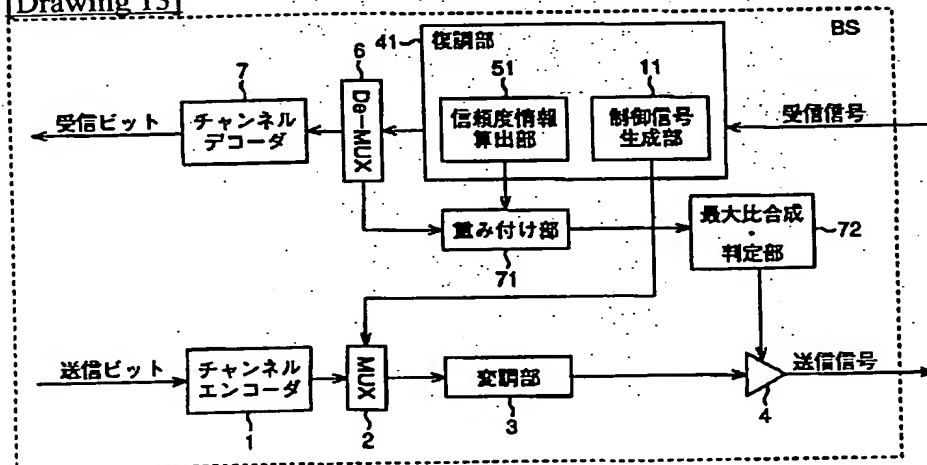 [Drawing 13]
BS
41
復調部
6
7
51
11
De-MUX
受信ビット
チャンネル
デコーダ
信頼度情報
算出部
制御信号
生成部
受信信号
重み付け部
71
最大比合成
・
判定部
72
送信ビット
チャンネル
エンコーダ
MUX
変調部
送信信号
1
2
3
4